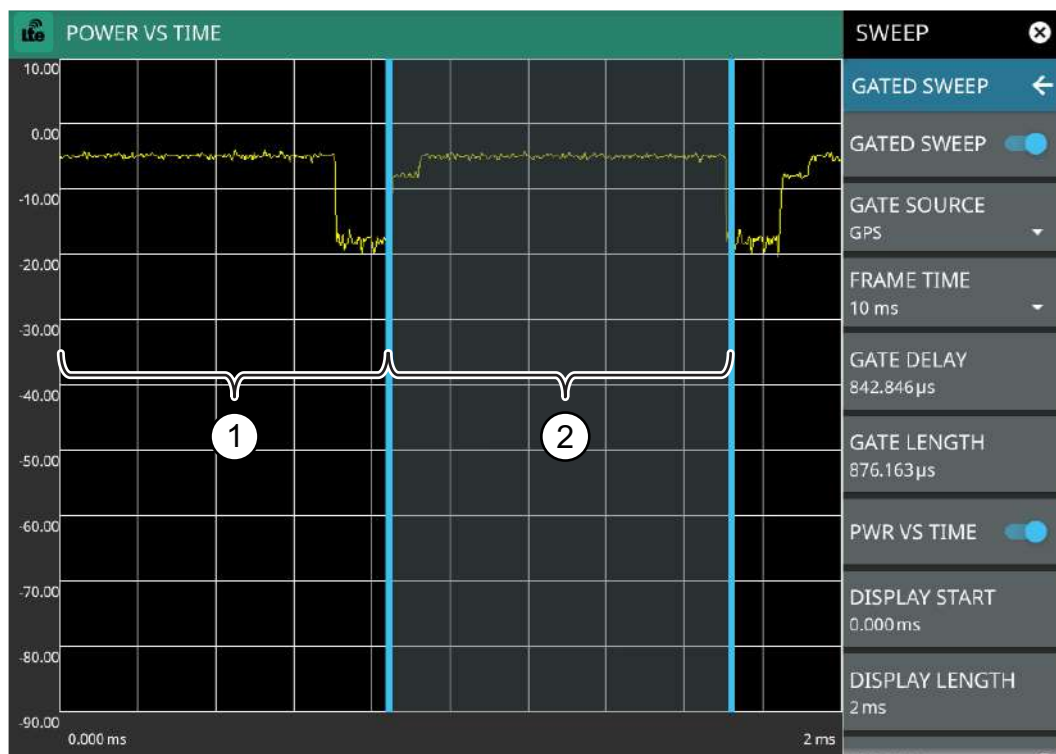 Lte POWER VS TIME
SWEEP
GATED SWEEP
GATED SWEEP
GATE SOURCE
GPS
FRAME TIME
10 ms
GATE DELAY
842.846μs
GATE LENGTH
876.163μs
PWR VS TIME
DISPLAY START
0.000 ms
DISPLAY LENGTH
2 ms
10.00
0.00
-10.00
-20.00
-30.00
-40.00
-50.00
-60.00
-70.00
-80.00
-90.00
1
2
0.000 ms
2 ms